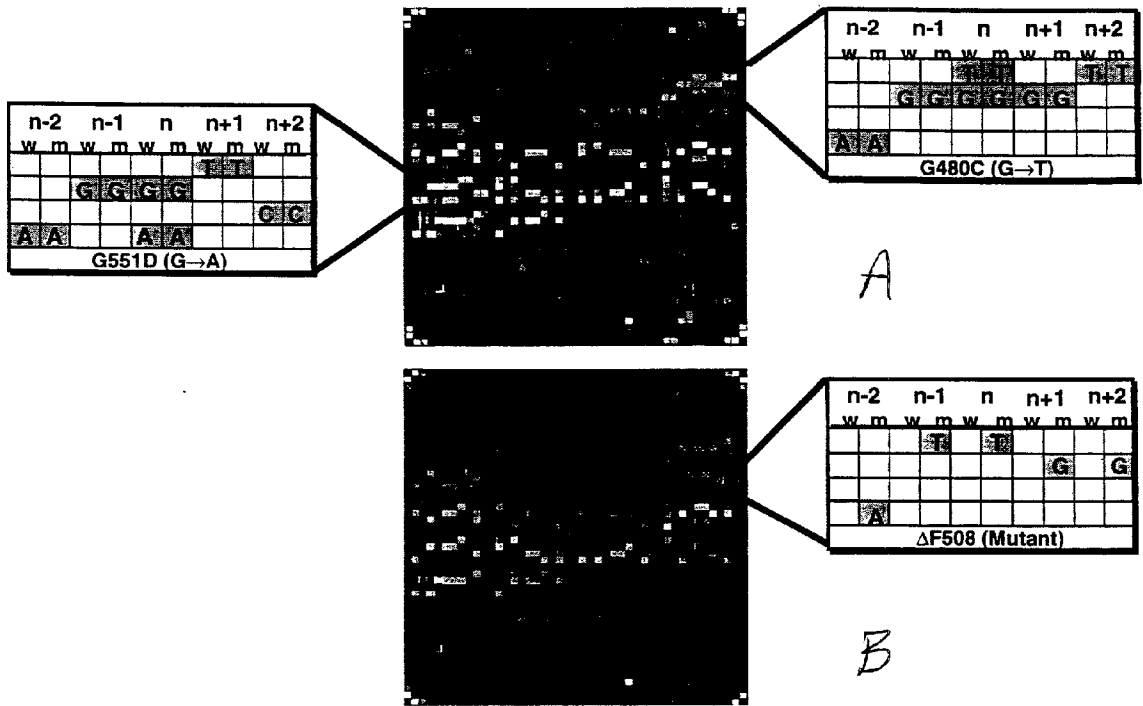 n-2 n-1 n n+1 n+2
w m w m w m w m w m
T T
G G G G
C C
A A A A
G551D (G→A)
n-2 n-1 n n+1 n+2
w m w m w m w m w m
T T T T
G G G G G G
A A
G480C (G→T)
A
n-2 n-1 n n+1 n+2
w m w m w m w m w m
T T
G G
A
ΔF508 (Mutant)
B